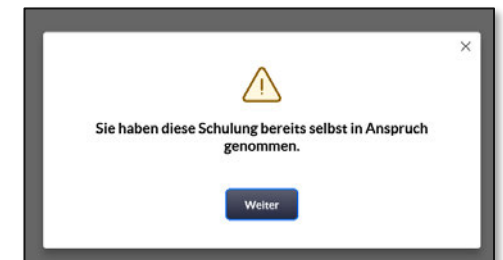 Sie haben diese Schulung bereits selbst in Anspruch
genommen.
Weiter